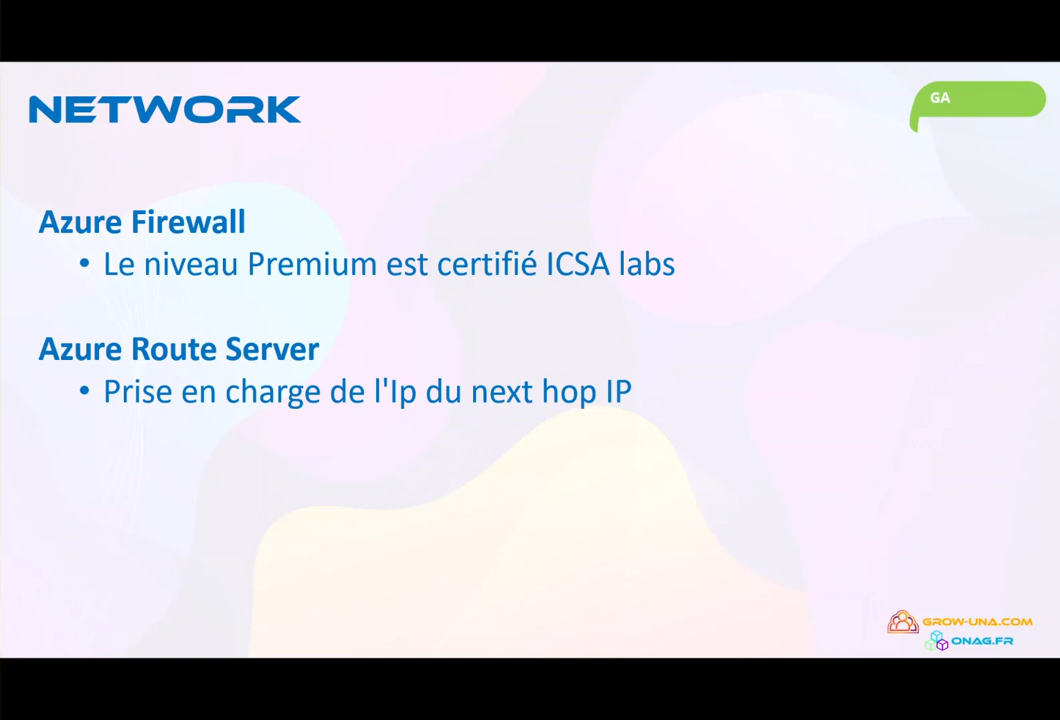 NETWORK
GA
Azure Firewall
• Le niveau Premium est certifié ICSA labs
Azure Route Server
• Prise en charge de l'Ip du next hop IP
GROW-UNA.COM
ONAG.FR